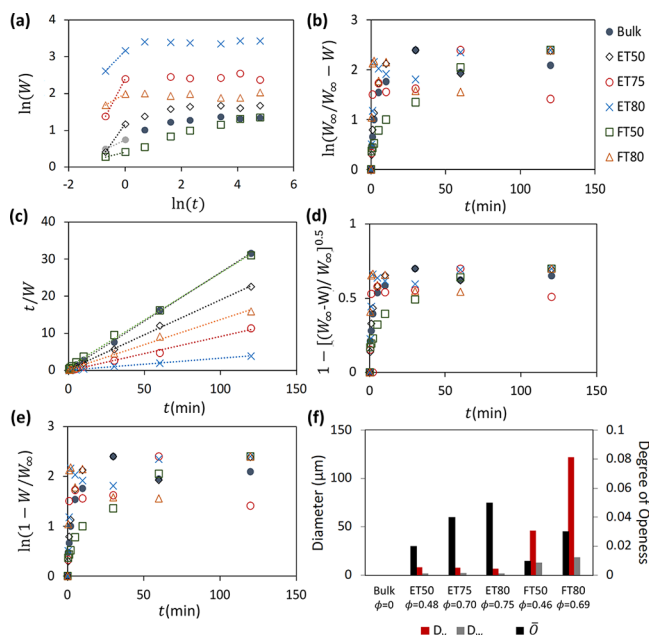 (a)
ln(W)
4
3
2
1
0
-2
0
2
4
6
ln(t)
(b)
ln(W∞/W∞ − W)
3
2
1
0
0
50
100
150
t(min)
Bulk
ET50
ET75
ET80
FT50
FT80
(c)
t/W
40
30
20
10
0
0
50
100
150
t(min)
(d)
1 − [(W∞-W)/ W∞]^0.5
1
0.5
0
0
50
100
150
t(min)
(e)
ln(1 − W/W∞)
3
2
1
0
0
50
100
150
t(min)
(f)
Diameter (µm)
150
100
50
0
0.1
0.08
0.06
0.04
0.02
0
Degree of Openness
Bulk ET50 ET75 ET80 FT50 FT80
ϕ=0 ϕ=0.48 ϕ=0.70 ϕ=0.75 ϕ=0.46 ϕ=0.69
Ō